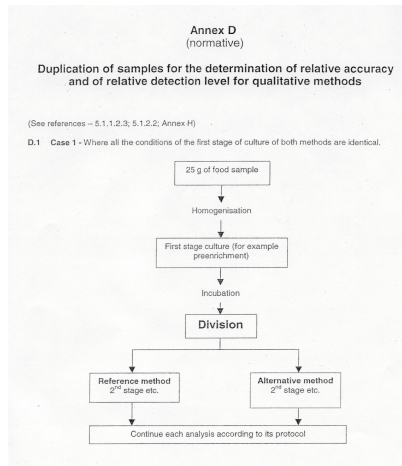 Annex D
(normative)
Duplication of samples for the determination of relative accuracy
and of relative detection level for qualitative methods
(See references – 5.1.1.2.3; 5.1.2.2; Annex H)
D.1 Case 1 - Where all the conditions of the first stage of culture of both methods are identical.
25 g of food sample
Homogenisation
First stage culture (for example
preenrichment)
Incubation
Division
Reference method
2nd stage etc.
Alternative method
2nd stage etc.
Continue each analysis according to its protocol